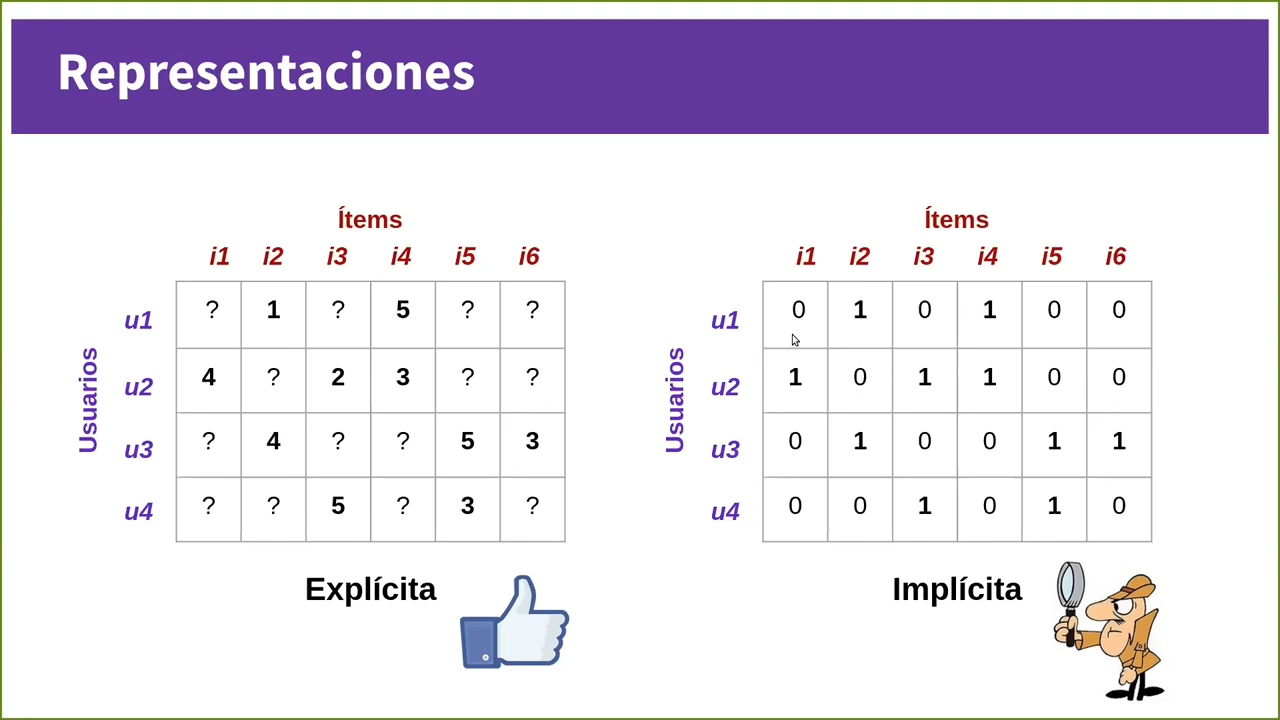 Representaciones
Ítems
i1 i2 i3 i4 i5 i6
Usuarios
u1 ? 1 ? 5 ? ?
u2 4 ? 2 3 ? ?
u3 ? 4 ? ? 5 3
u4 ? ? 5 ? 3 ?
Explícita
Ítems
i1 i2 i3 i4 i5 i6
Usuarios
u1 0 1 0 1 0 0
u2 1 0 1 1 0 0
u3 0 1 0 0 1 1
u4 0 0 1 0 1 0
Implícita